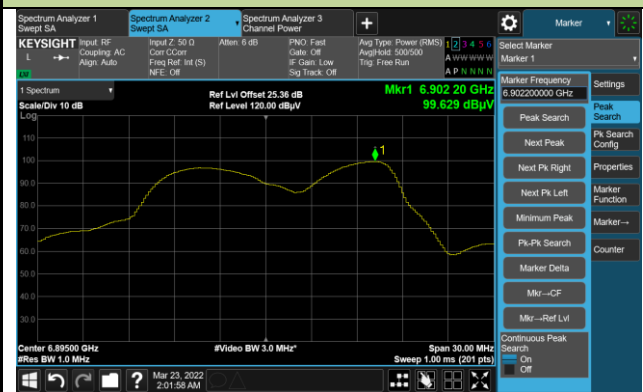 Spectrum Analyzer 1
Swept SA
Spectrum Analyzer 2
Swept SA
Spectrum Analyzer 3
Channel Power
Marker
KEYSIGHT
Input: RF
Coupling: AC
Align: Auto
Input Z: 50 Ω
Corr CCorr
Freq Ref: Int (S)
NFE: Off
Atten: 6 dB
PNO: Fast
Gate: Off
IF Gain: Low
Sig Track: Off
Avg Type: Power (RMS)
Avg|Hold: 500/500
Trig: Free Run
1 2 3 4 5 6
A W W W W W
A P N N N N
L
Select Marker
Marker 1
1 Spectrum
Scale/Div 10 dB
Log
Ref Lvl Offset 25.36 dB
Ref Level 120.00 dBµV
Mkr1 6.902 20 GHz
99.629 dBµV
110
100
90.0
80.0
70.0
60.0
50.0
40.0
30.0
1
Center 6.89500 GHz
#Res BW 1.0 MHz
#Video BW 3.0 MHz*
Span 30.00 MHz
Sweep 1.00 ms (201 pts)
Marker Frequency
6.902200000 GHz
Peak Search
Next Peak
Next Pk Right
Next Pk Left
Minimum Peak
Pk-Pk Search
Marker Delta
Mkr→CF
Mkr→Ref Lvl
Continuous Peak
Search
On
Off
Settings
Peak
Search
Pk Search
Config
Properties
Marker
Function
Marker→
Counter
Mar 23, 2022
2:01:58 AM